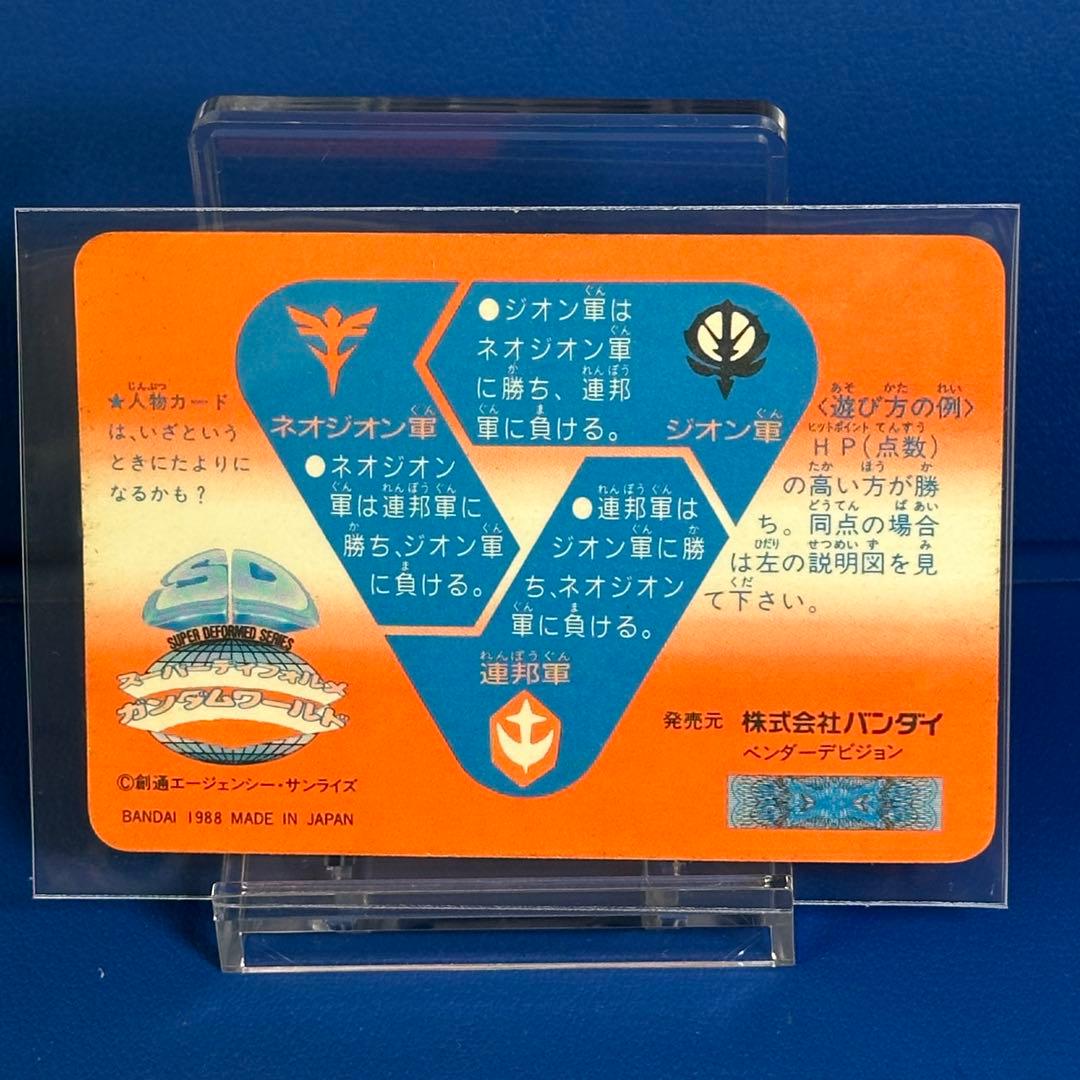 ★人物カード
は、いざという
ときにたよりに
なるかも?
ネオジオン軍
●ネオジオン
軍は連邦軍に
勝ち、ジオン軍
に負ける。
●ジオン軍は
ネオジオン軍
に勝ち、連邦
軍に負ける。
ジオン軍
●連邦軍は
ジオン軍に勝
ち、ネオジオン
軍に負ける。
連邦軍
〈遊び方の例〉
HP(点数)
の高い方が勝
ち。同点の場合
は左の説明図を見
て下さい。
SD
SUPER DEFORMED SERIES
スーパーディフォルメ
ガンダムワールド
©創通エージェンシー・サンライズ
BANDAI 1988 MADE IN JAPAN
発売元 株式会社バンダイ
ベンダーデビジョン